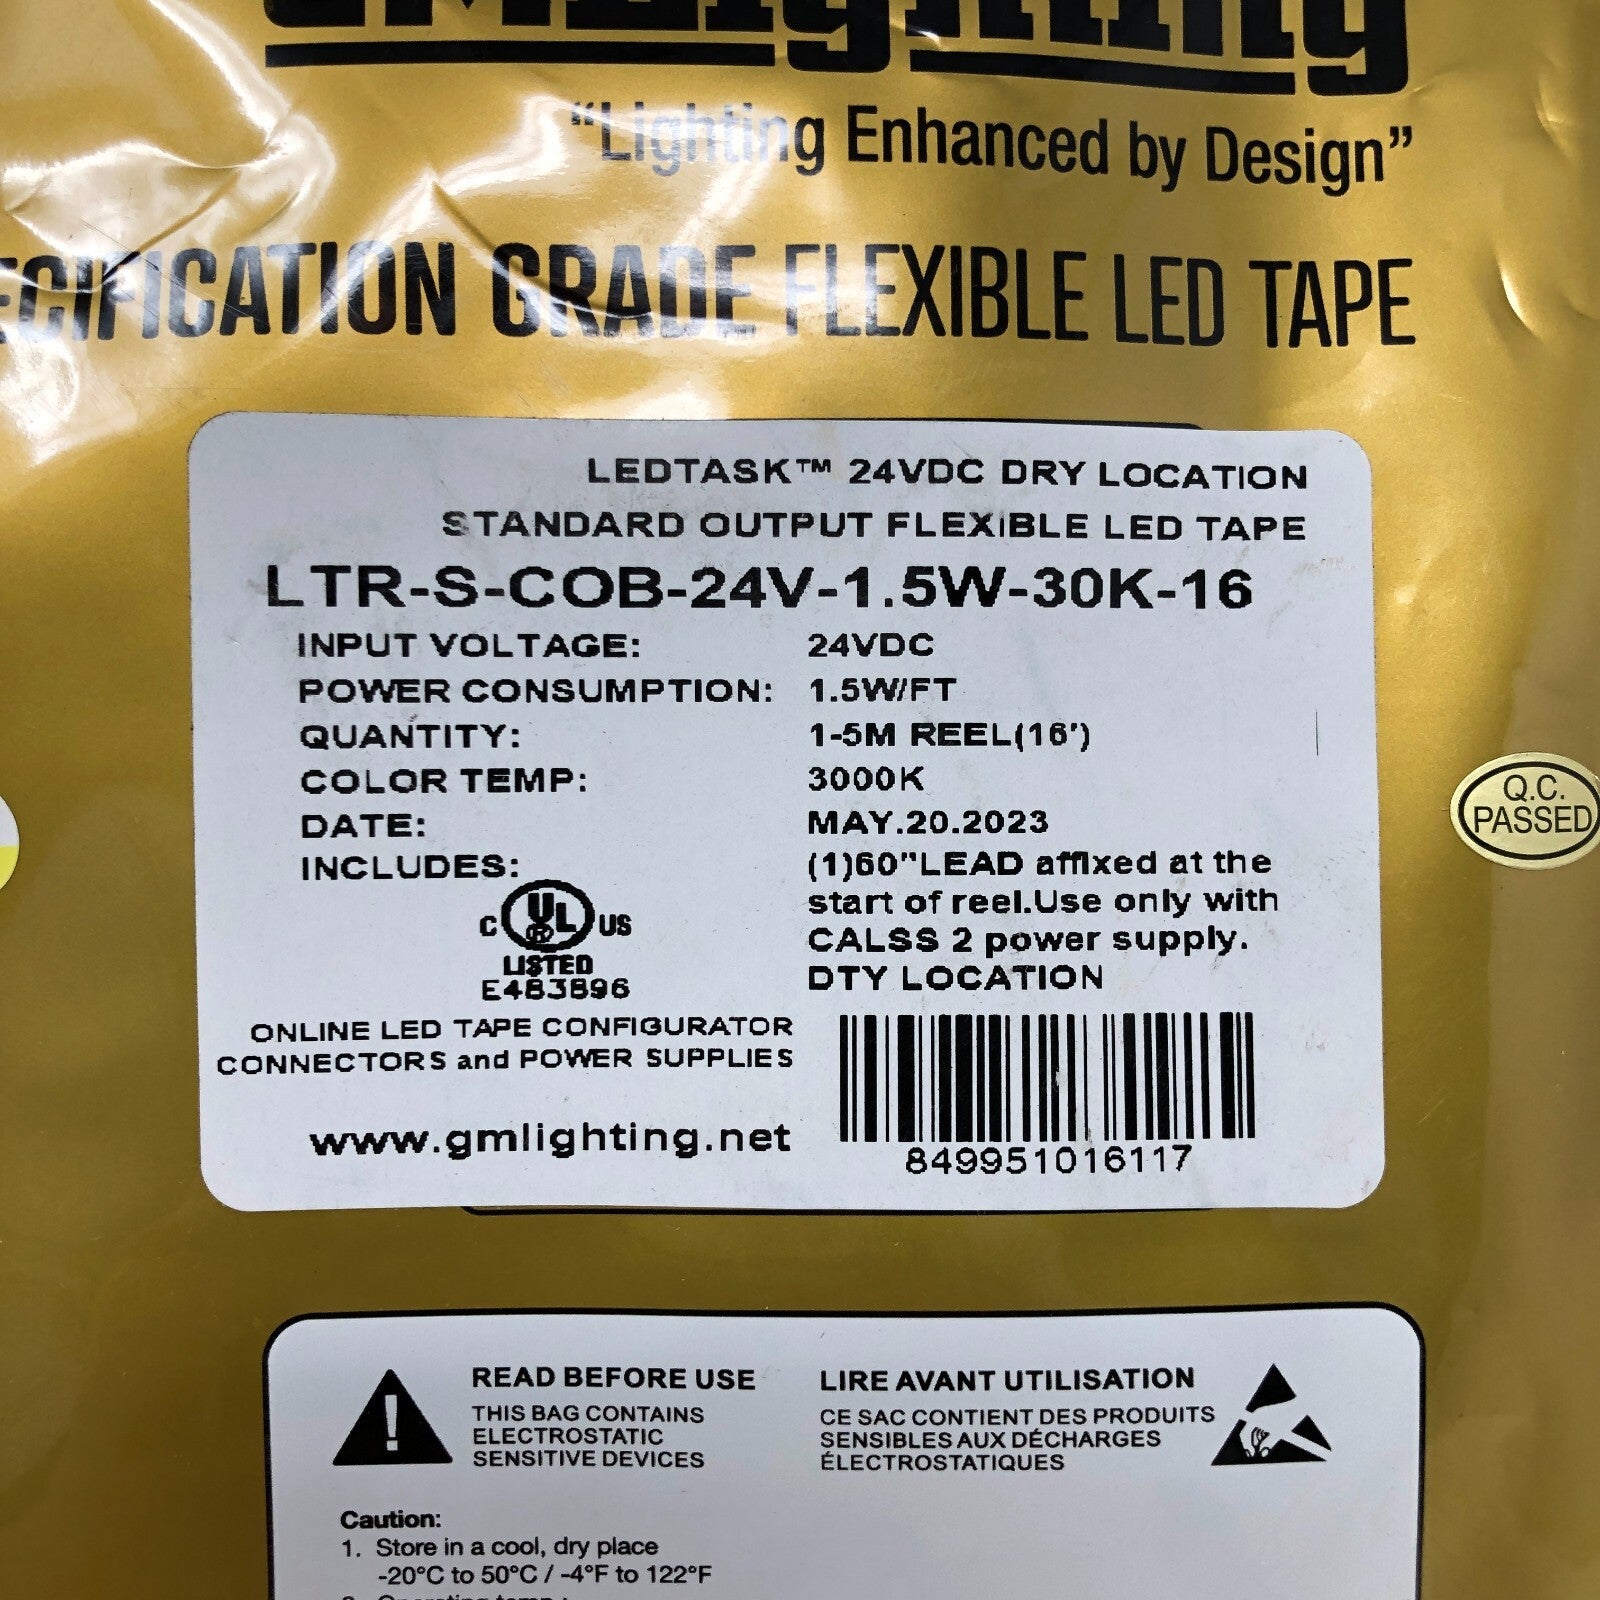 "Lighting Enhanced by Design"
ECIFICATION GRADE FLEXIBLE LED TAPE
LEDTASK™ 24VDC DRY LOCATION
STANDARD OUTPUT FLEXIBLE LED TAPE
LTR-S-COB-24V-1.5W-30K-16
INPUT VOLTAGE: 24VDC
POWER CONSUMPTION: 1.5W/FT
QUANTITY: 1-5M REEL(16')
COLOR TEMP: 3000K
DATE: MAY.20.2023
INCLUDES: (1)60"LEAD affixed at the
start of reel.Use only with
CALSS 2 power supply.
DTY LOCATION
C UL® US
LISTED
E483896
ONLINE LED TAPE CONFIGURATOR
CONNECTORS and POWER SUPPLIES
www.gmlighting.net
849951016117
Q.C.
PASSED
READ BEFORE USE
THIS BAG CONTAINS
ELECTROSTATIC
SENSITIVE DEVICES
LIRE AVANT UTILISATION
CE SAC CONTIENT DES PRODUITS
SENSIBLES AUX DÉCHARGES
ÉLECTROSTATIQUES
Caution:
1. Store in a cool, dry place
-20°C to 50°C / -4°F to 122°F